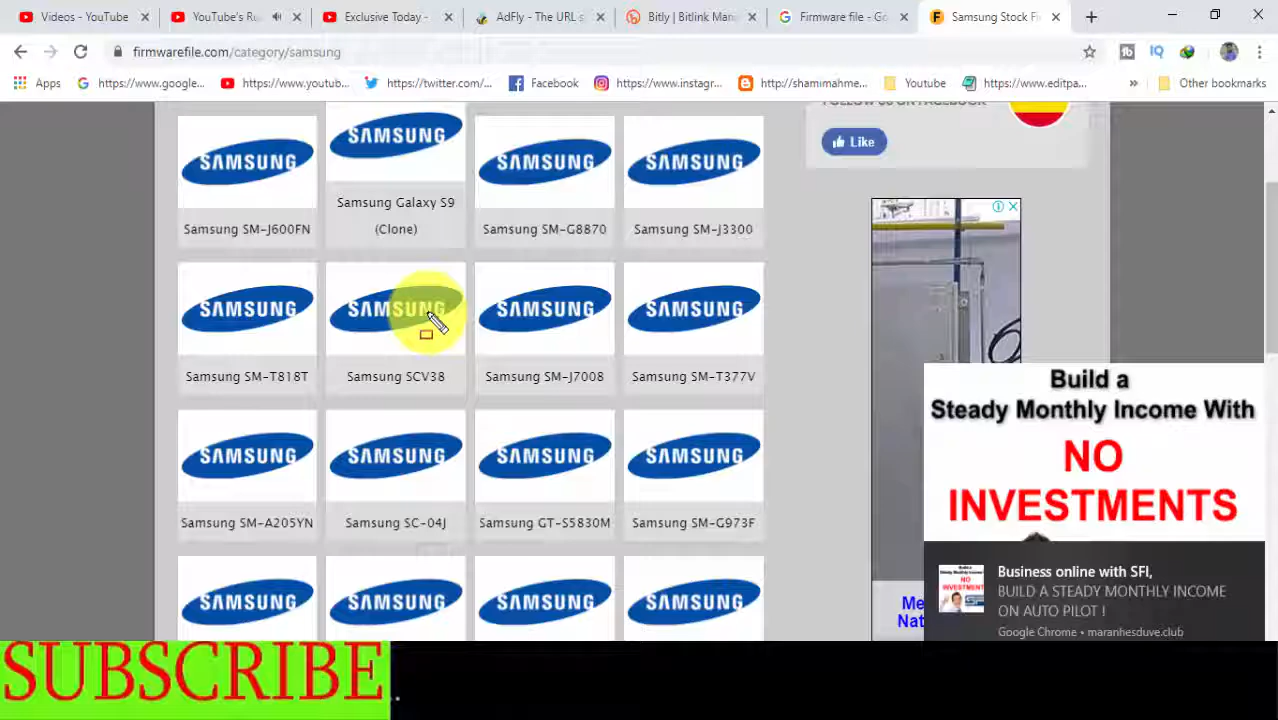 Videos - YouTube
YouTube's Ru
Exclusive Today -
AdFly - The URL s
Bitly | Bitlink Man
Firmware file - Go
Samsung Stock Fi
firmwarefile.com/category/samsung
Apps
https://www.google...
https://www.youtub...
https://twitter.com/...
Facebook
https://www.instagr...
http://shamimahme...
Youtube
https://www.editpa...
Other bookmarks
FOLLOW US ON FACEBOOK
Like
SAMSUNG
SAMSUNG
SAMSUNG
SAMSUNG
Samsung SM-J600FN
Samsung Galaxy S9
(Clone)
Samsung SM-G8870
Samsung SM-J3300
SAMSUNG
SAMSUNG
SAMSUNG
SAMSUNG
Samsung SM-T818T
Samsung SCV38
Samsung SM-J7008
Samsung SM-T377V
SAMSUNG
SAMSUNG
SAMSUNG
SAMSUNG
Samsung SM-A205YN
Samsung SC-04J
Samsung GT-S5830M
Samsung SM-G973F
SAMSUNG
SAMSUNG
SAMSUNG
SAMSUNG
Me
Nat
Build a
Steady Monthly Income With
NO
INVESTMENTS
Business online with SFI,
BUILD A STEADY MONTHLY INCOME
ON AUTO PILOT !
Google Chrome • maranhesduve.club
SUBSCRIBE..